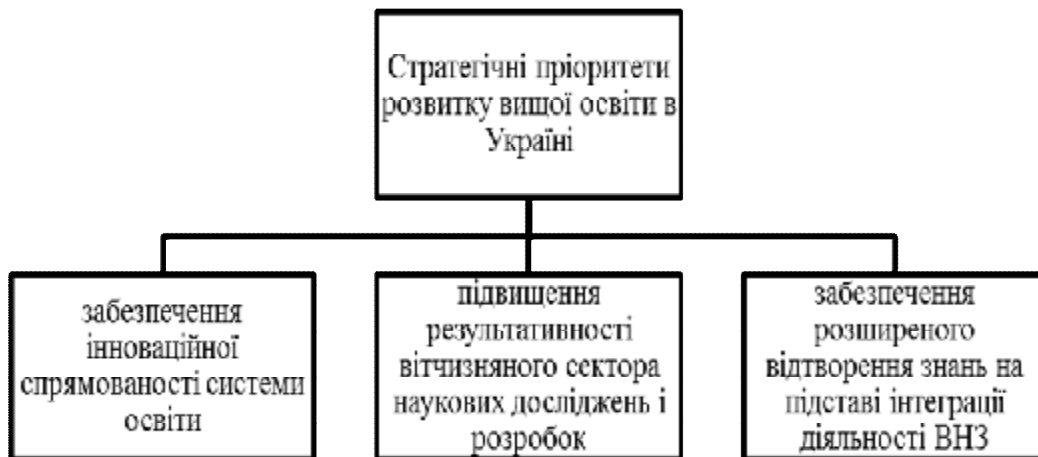 Стратегічні пріоритети
розвитку вищої освіти в
Україні
забезпечення
інноваційної
спрямованості системи
освіти
підвищення
результативності
вітчизняного сектора
наукових досліджень і
розробок
забезпечення
розширеного
відтворення знань на
підставі інтеграції
діяльності ВНЗ